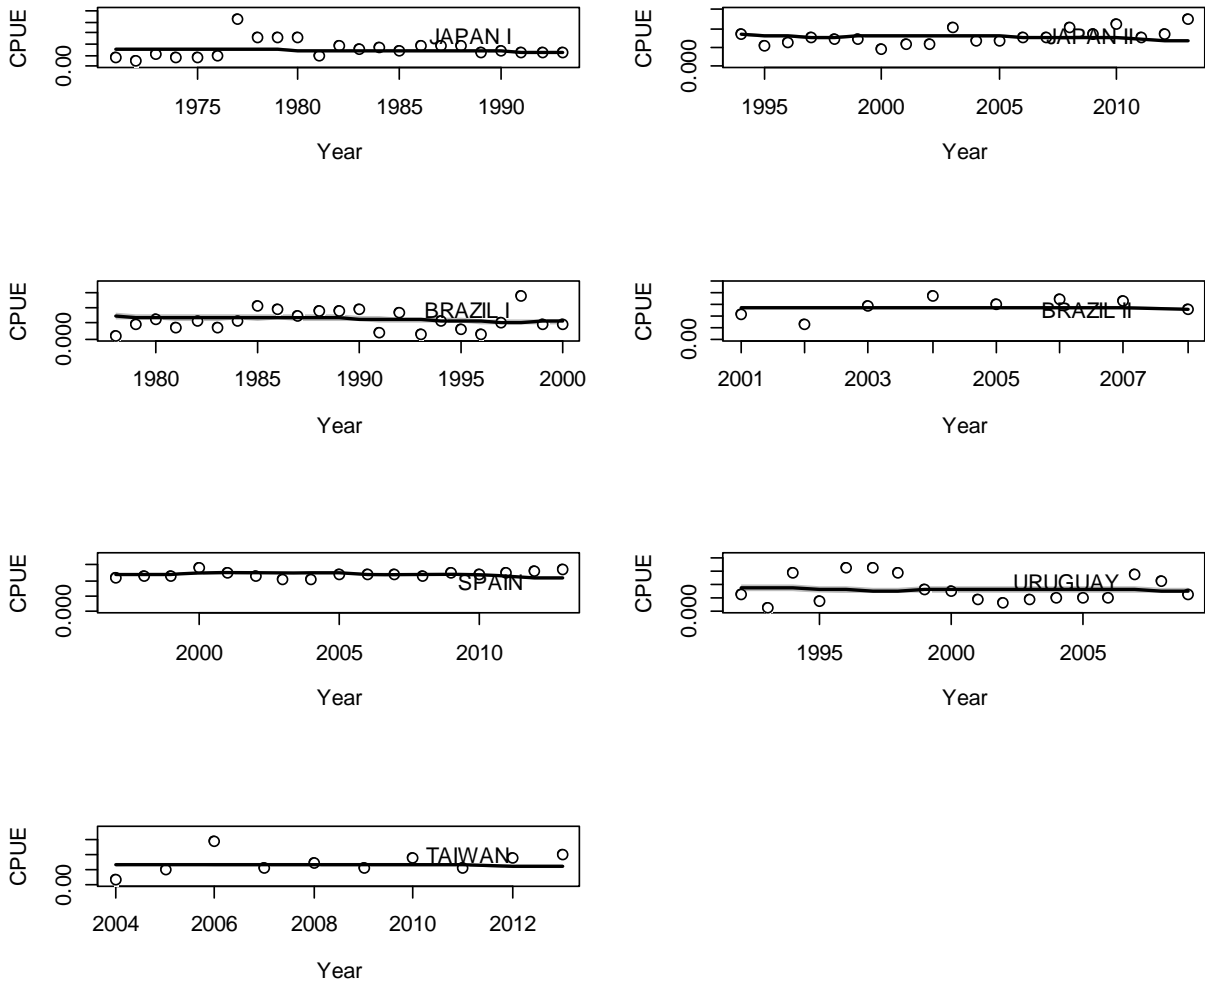 CPUE
0.00
JAPAN I
1975 1980 1985 1990
Year
CPUE
0.000
JAPAN II
1995 2000 2005 2010
Year
CPUE
0.000
BRAZIL I
1980 1985 1990 1995 2000
Year
CPUE
0.000
BRAZIL II
2001 2003 2005 2007
Year
CPUE
0.000
SPAIN
2000 2005 2010
Year
CPUE
0.000
URUGUAY
1995 2000 2005
Year
CPUE
0.00
TAIWAN
2004 2006 2008 2010 2012
Year